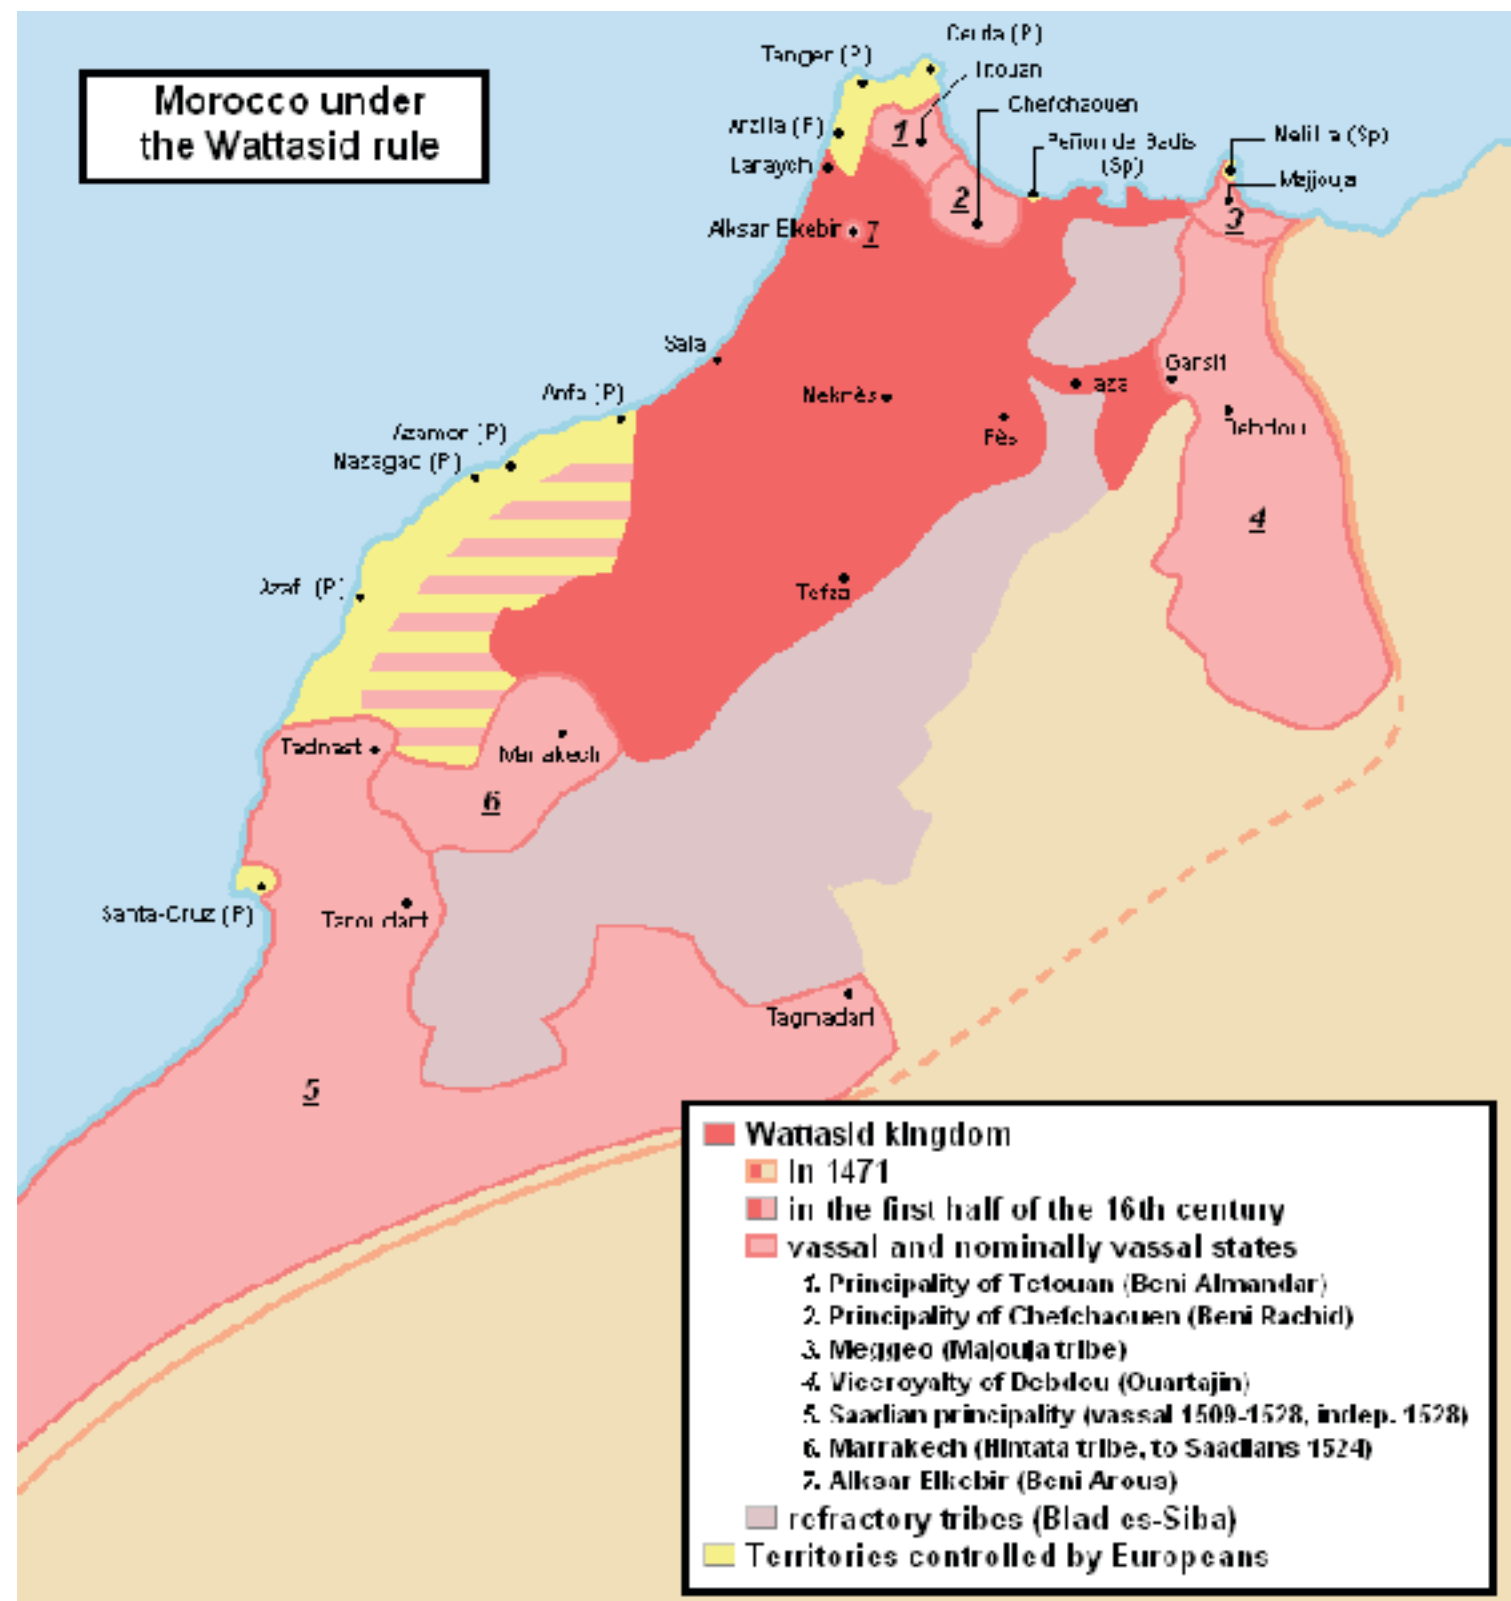 Morocco under
the Wattasid rule
Ceuta (P)
Tanger (P)
Chefchaouen
Arzila (P)
Peñon de Badis
(Sp)
Melilla (Sp)
Laraych
Majjouja
1
2
3
Alksar Elkebir
7
Sala
Garsif
Anfa (P)
Meknès
Azamor (P)
Fès
Debdou
Mazagao (P)
4
Azafi (P)
Tefza
Tednest
Marrakech
6
Santa-Cruz (P)
Taroudant
Tagmadart
5
Wattasid kingdom
in 1471
in the first half of the 16th century
vassal and nominally vassal states
1. Principality of Tetouan (Beni Almandar)
2. Principality of Chefchaouen (Beni Rachid)
3. Meggeo (Majouja tribe)
4. Viceroyalty of Debdou (Ouartajin)
5. Saadian principality (vassal 1509-1528, indep. 1528)
6. Marrakech (Hintata tribe, to Saadians 1524)
7. Alksar Elkebir (Beni Arous)
refractory tribes (Blad es-Siba)
Territories controlled by Europeans